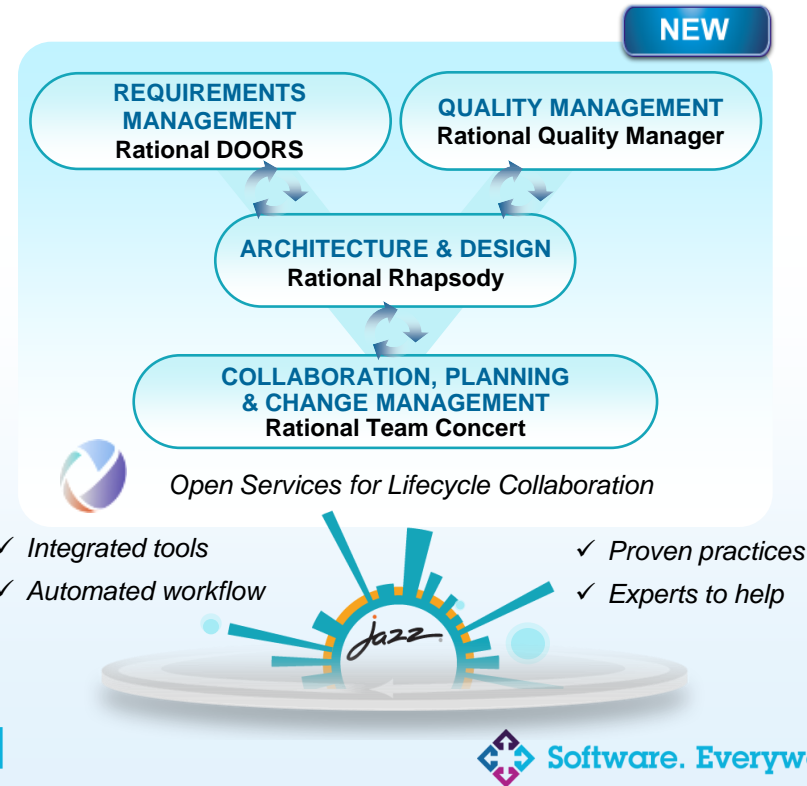 NEW
REQUIREMENTS
MANAGEMENT
Rational DOORS
QUALITY MANAGEMENT
Rational Quality Manager
ARCHITECTURE & DESIGN
Rational Rhapsody
COLLABORATION, PLANNING
& CHANGE MANAGEMENT
Rational Team Concert
Open Services for Lifecycle Collaboration
✓ Integrated tools
✓ Automated workflow
✓ Proven practices
✓ Experts to help
jazz
Software.